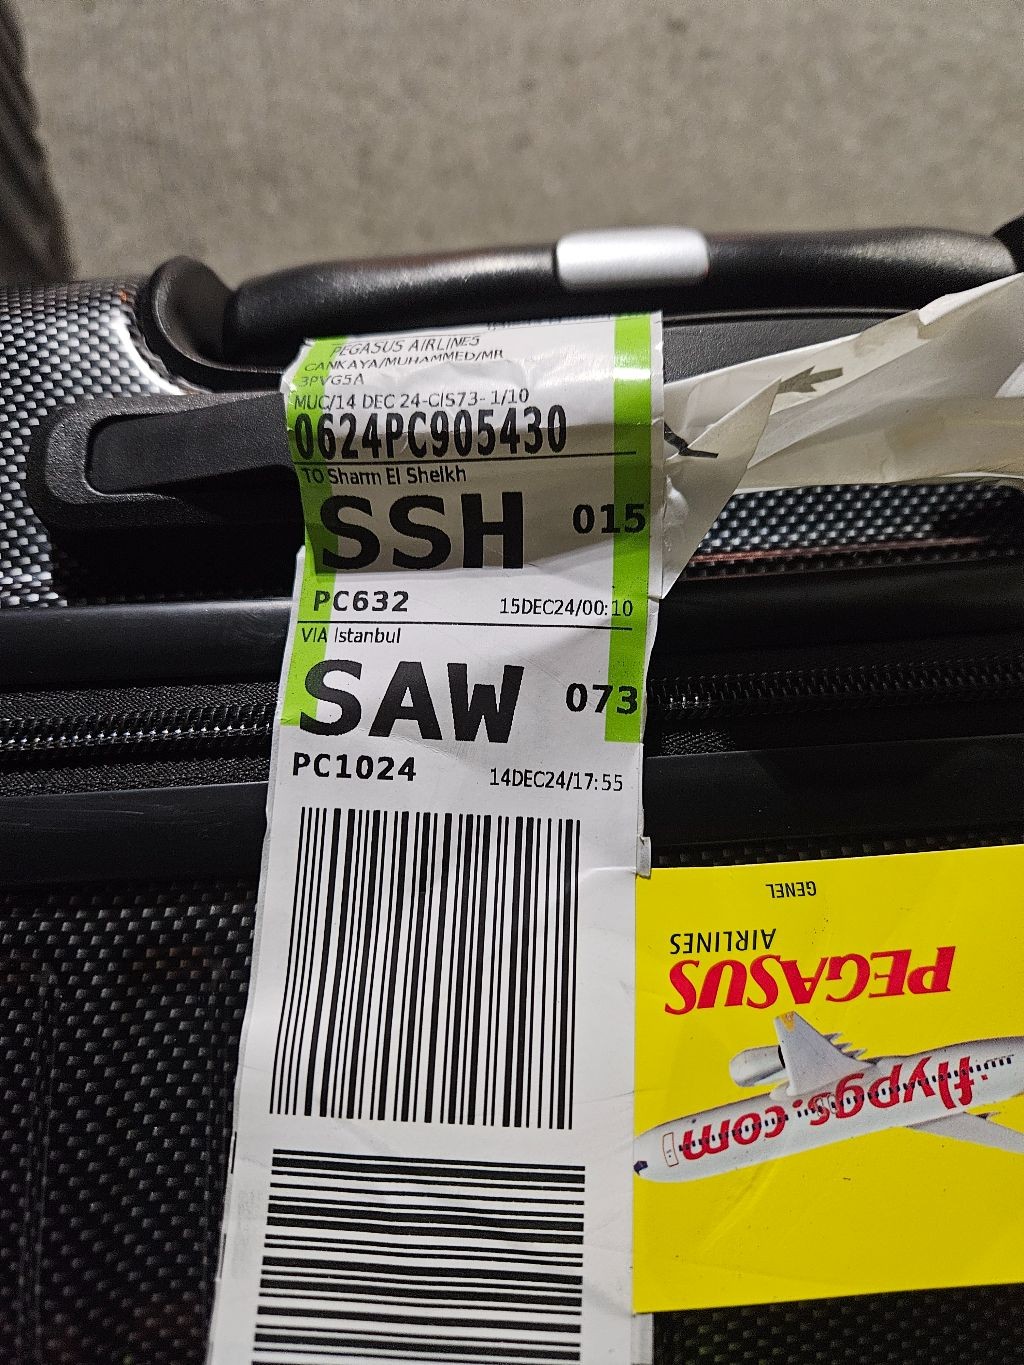 PEGASUS AIRLINES
CANKAYA/MUHAMMED/MR
3PVG5A
MUC/14 DEC 24-CIS73- 1/10
0624PC905430
TO Sharm El Sheikh
SSH 015
PC632 15DEC24/00:10
VIA Istanbul
SAW 073
PC1024 14DEC24/17:55
GENEL
PEGASUS
AIRLINES
flypgs.com